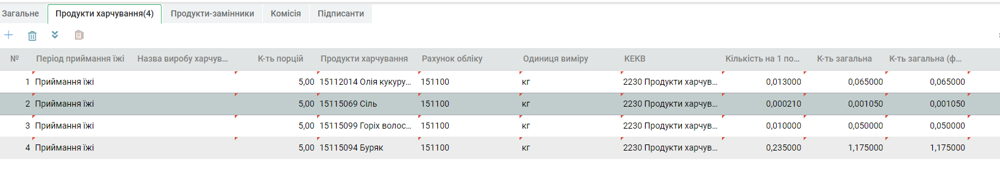 Загальне Продукти харчування(4) Продукти-замінники Комісія Підписанти
№ Період приймання їжі Назва виробу харчув... К-ть порцій Продукти харчування Рахунок обліку Одиниця виміру КЕКВ Кількість на 1 по... К-ть загальна К-ть загальна (ф...
1 Приймання їжі 5,00 15112014 Олія кукуру... 151100 кг 2230 Продукти харчув... 0,013000 0,065000 0,065000
2 Приймання їжі 5,00 15115069 Сіль 151100 кг 2230 Продукти харчув... 0,000210 0,001050 0,001050
3 Приймання їжі 5,00 15115099 Горіх волос... 151100 кг 2230 Продукти харчув... 0,010000 0,050000 0,050000
4 Приймання їжі 5,00 15115094 Буряк 151100 кг 2230 Продукти харчув... 0,235000 1,175000 1,175000